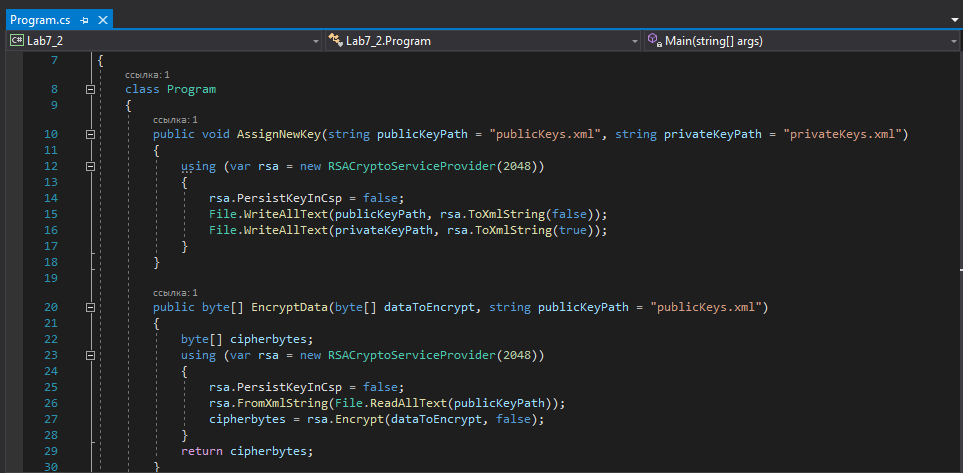 Program.cs
C# Lab7_2 Lab7_2.Program Main(string[] args)
7 {
ссылка: 1
8 class Program
9 {
ссылка: 1
10 public void AssignNewKey(string publicKeyPath = "publicKeys.xml", string privateKeyPath = "privateKeys.xml")
11 {
12 using (var rsa = new RSACryptoServiceProvider(2048))
13 {
14 rsa.PersistKeyInCsp = false;
15 File.WriteAllText(publicKeyPath, rsa.ToXmlString(false));
16 File.WriteAllText(privateKeyPath, rsa.ToXmlString(true));
17 }
18 }
19
ссылка: 1
20 public byte[] EncryptData(byte[] dataToEncrypt, string publicKeyPath = "publicKeys.xml")
21 {
22 byte[] cipherbytes;
23 using (var rsa = new RSACryptoServiceProvider(2048))
24 {
25 rsa.PersistKeyInCsp = false;
26 rsa.FromXmlString(File.ReadAllText(publicKeyPath));
27 cipherbytes = rsa.Encrypt(dataToEncrypt, false);
28 }
29 return cipherbytes;
30 }